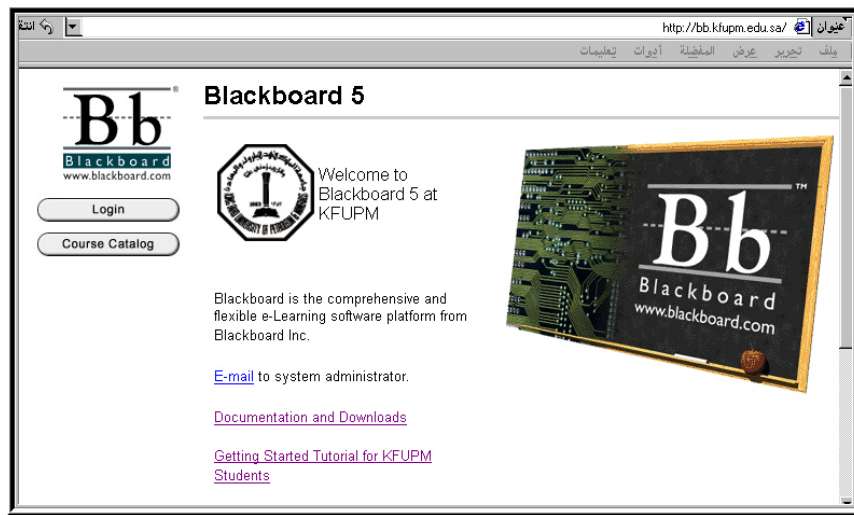 عنوان http://bb.kfupm.edu.sa/ انتق
ملف تحرير عرض المفضلة أدوات تعليمات
Bb®
Blackboard
www.blackboard.com
Login
Course Catalog
Blackboard 5
Welcome to
Blackboard 5 at
KFUPM
Blackboard is the comprehensive and
flexible e-Learning software platform from
Blackboard Inc.
E-mail to system administrator.
Documentation and Downloads
Getting Started Tutorial for KFUPM
Students
Bb™
Blackboard
www.blackboard.com